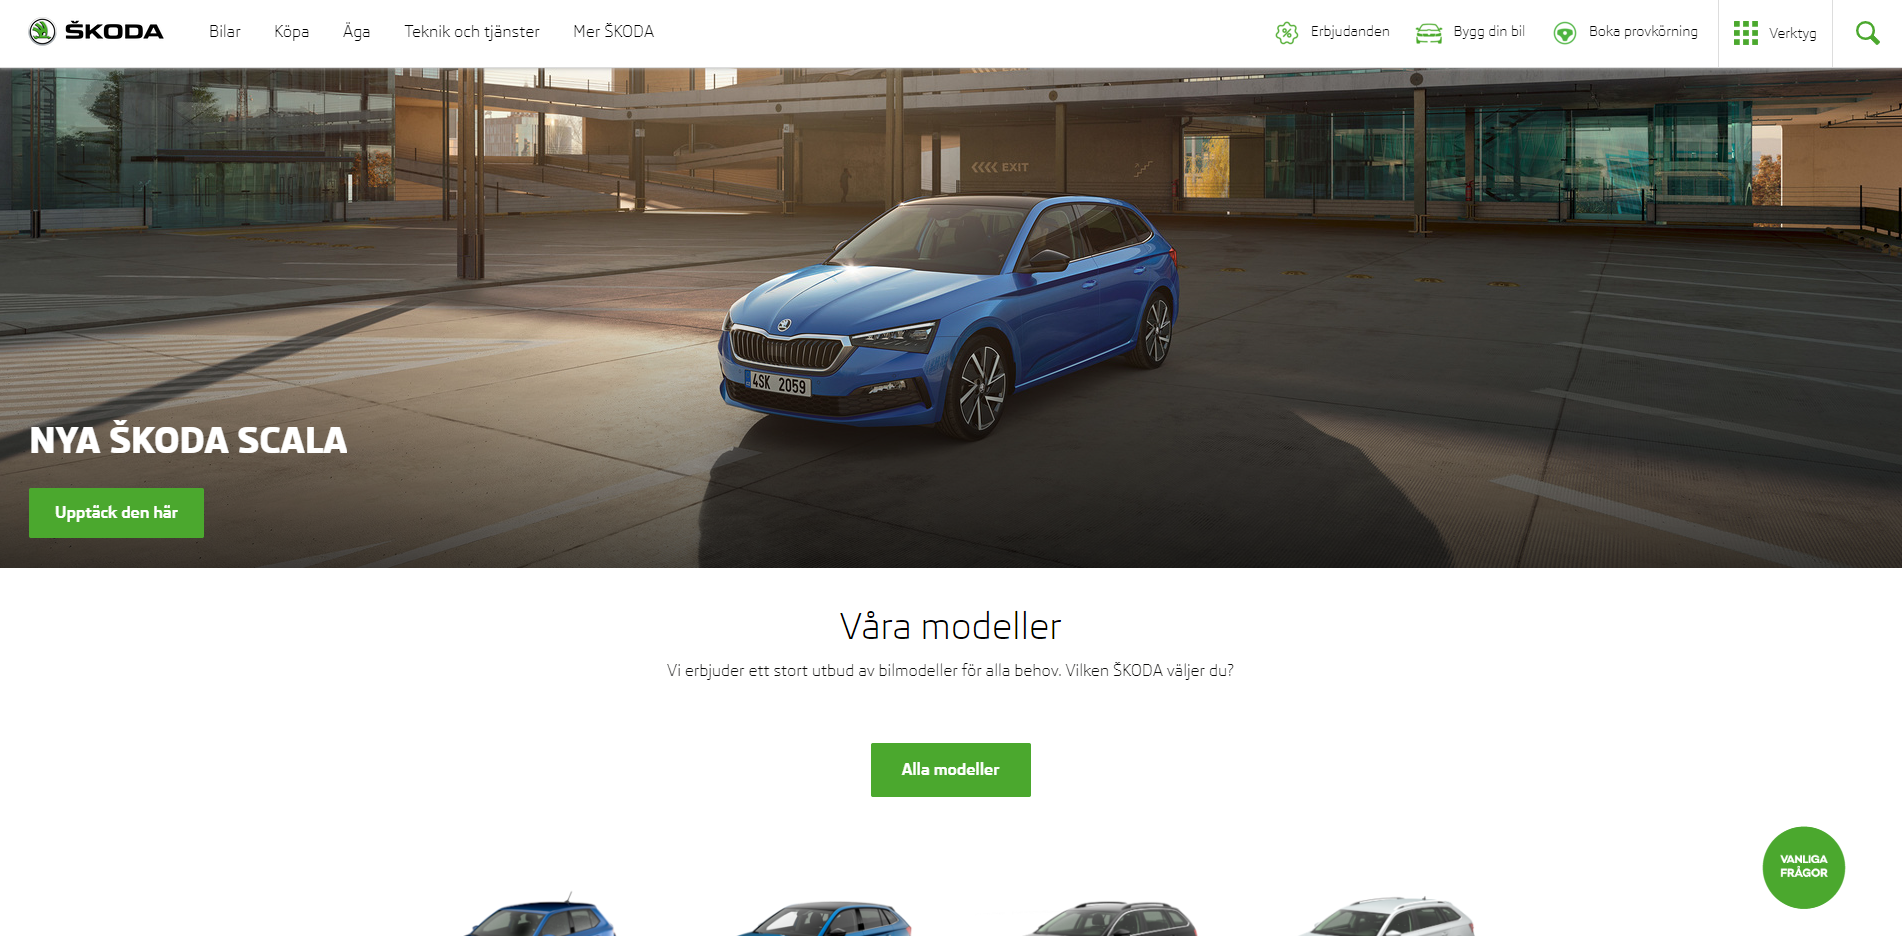 ŠKODA
Bilar
Köpa
Äga
Teknik och tjänster
Mer ŠKODA
Erbjudanden
Bygg din bil
Boka provkörning
Verktyg
EXIT
EXIT
4SK 2059
NYA ŠKODA SCALA
Upptäck den här
Våra modeller
Vi erbjuder ett stort utbud av bilmodeller för alla behov. Vilken ŠKODA väljer du?
Alla modeller
VANLIGA
FRÅGOR